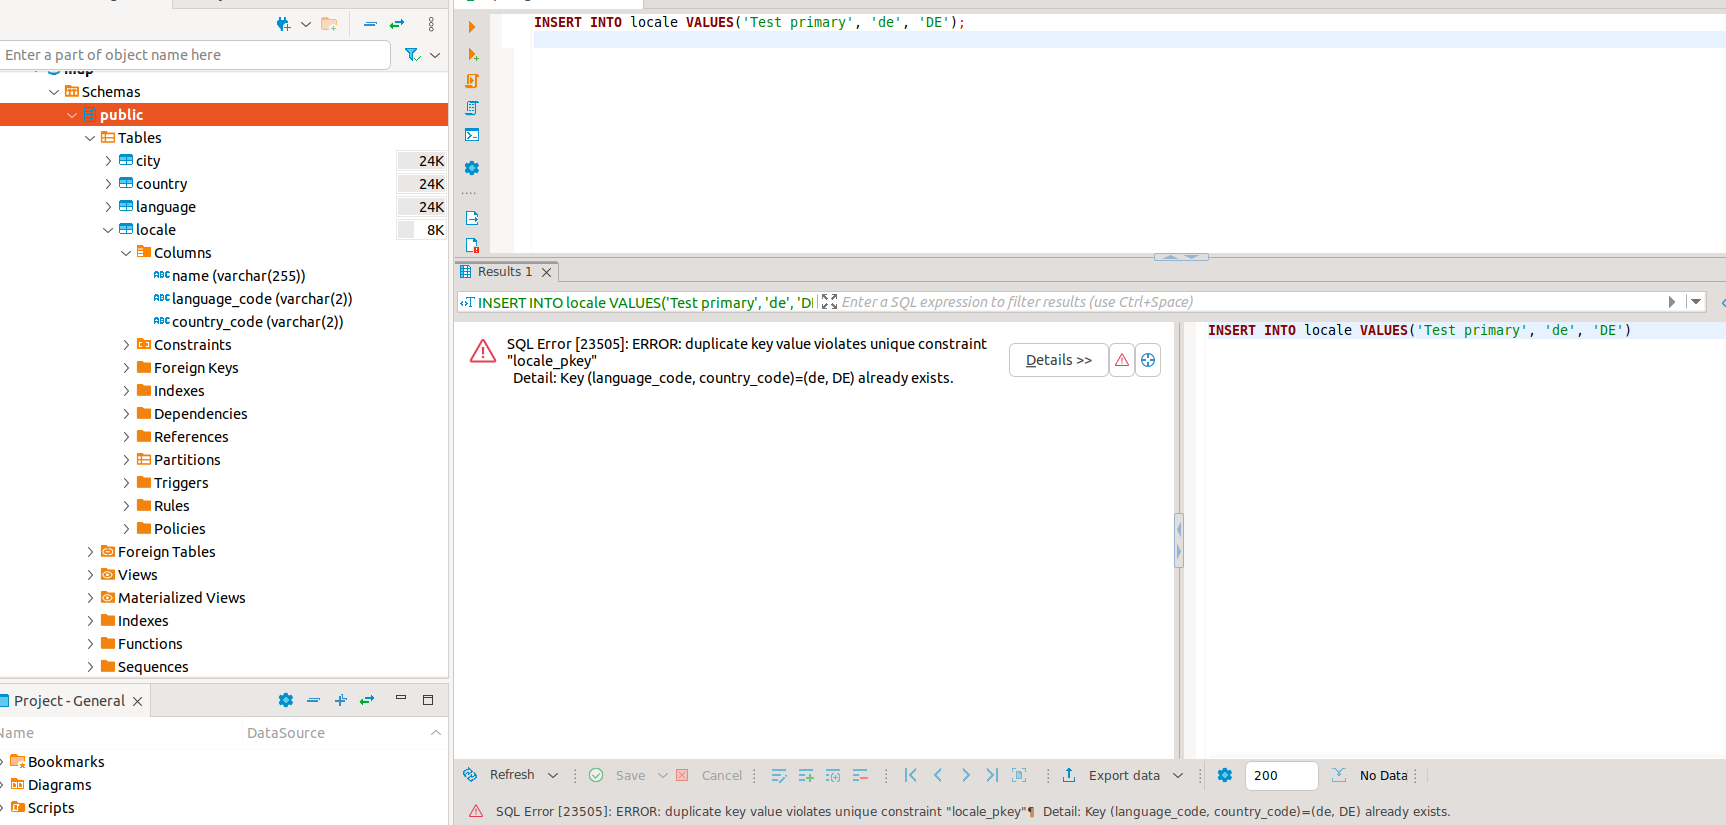 Enter a part of object name here
Schemas
public
Tables
city 24K
country 24K
language 24K
locale 8K
Columns
ABC name (varchar(255))
ABC language_code (varchar(2))
ABC country_code (varchar(2))
Constraints
Foreign Keys
Indexes
Dependencies
References
Partitions
Triggers
Rules
Policies
Foreign Tables
Views
Materialized Views
Indexes
Functions
Sequences
Project - General
DataSource
Bookmarks
Diagrams
Scripts
INSERT INTO locale VALUES('Test primary', 'de', 'DE');
Results 1
INSERT INTO locale VALUES('Test primary', 'de', 'DE
Enter a SQL expression to filter results (use Ctrl+Space)
SQL Error [23505]: ERROR: duplicate key value violates unique constraint
"locale_pkey"
Detail: Key (language_code, country_code)=(de, DE) already exists.
Details >>
INSERT INTO locale VALUES('Test primary', 'de', 'DE')
Refresh
Save
Cancel
Export data
200
No Data
SQL Error [23505]: ERROR: duplicate key value violates unique constraint "locale_pkey"¶ Detail: Key (language_code, country_code)=(de, DE) already exists.